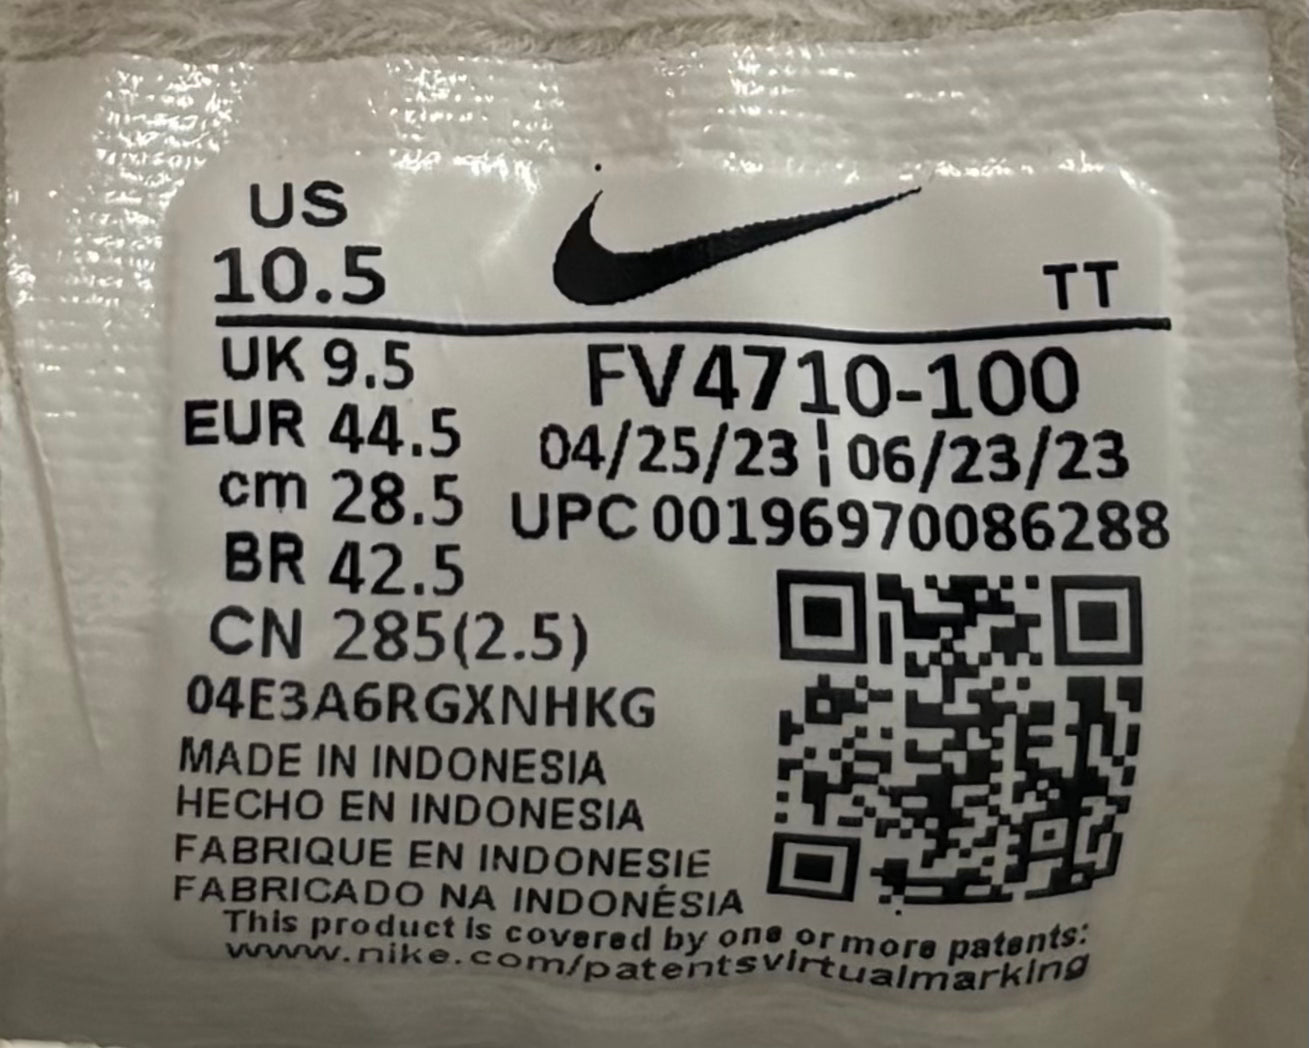 US
10.5
TT
UK 9.5
EUR 44.5
cm 28.5
BR 42.5
CN 285(2.5)
FV4710-100
04/25/23 | 06/23/23
UPC 00196970086288
04E3A6RGXNHKG
MADE IN INDONESIA
HECHO EN INDONESIA
FABRIQUE EN INDONESIE
FABRICADO NA INDONÉSIA
This product is covered by one or more patents:
www.nike.com/patentsvirtualmarking